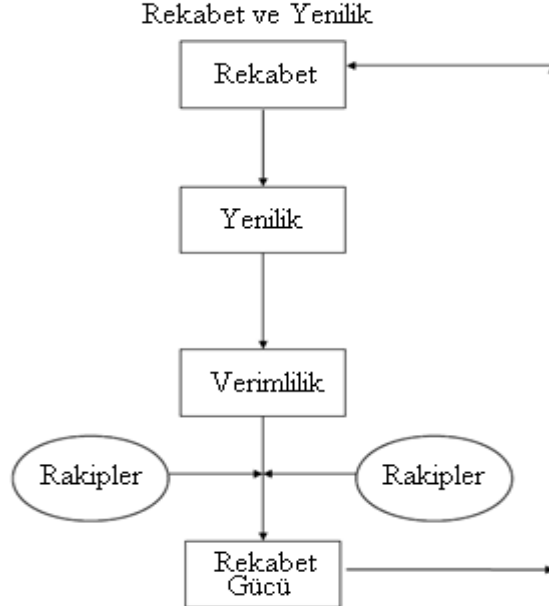 Rekabet ve Yenilik
Rekabet
Yenilik
Verimlilik
Rakipler
Rakipler
Rekabet
Gücü